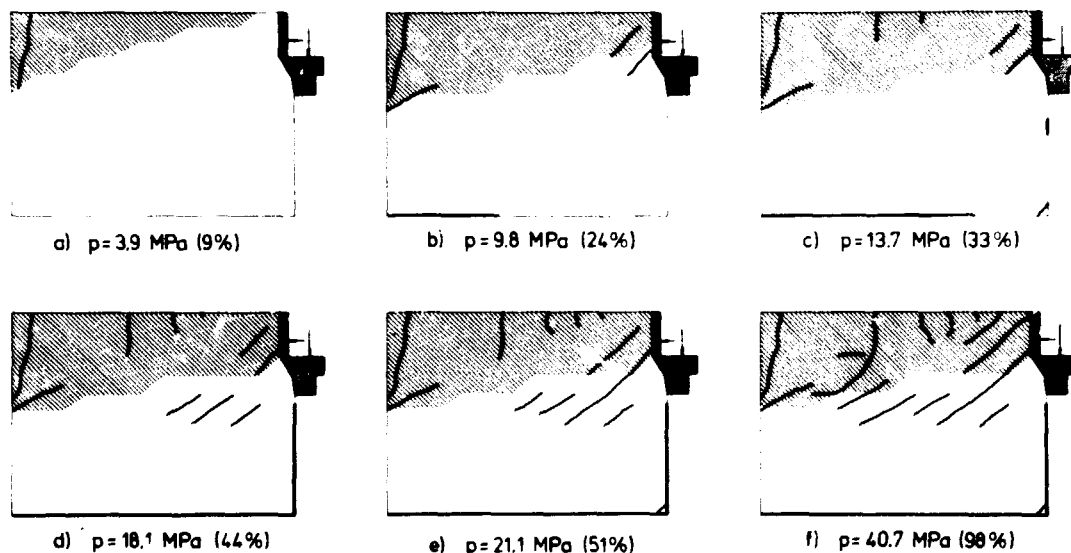 a) p=3.9 MPa (9%)
b) p=9.8 MPa (24%)
c) p=13.7 MPa (33%)
d) p=18.1 MPa (44%)
e) p=21.1 MPa (51%)
f) p=40.7 MPa (98%)